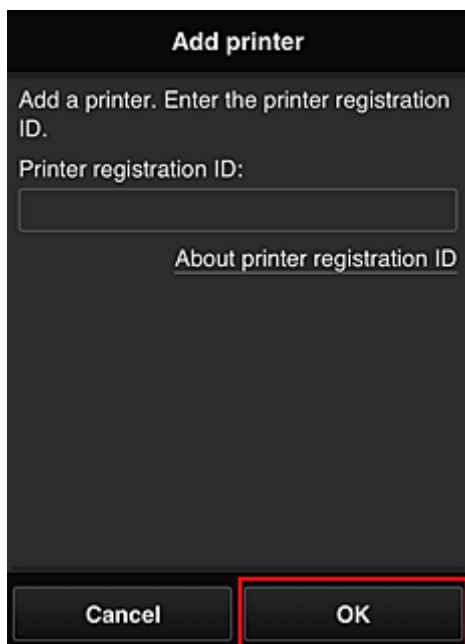 Add printer
Add a printer. Enter the printer registration
ID.
Printer registration ID:
About printer registration ID
Cancel
OK